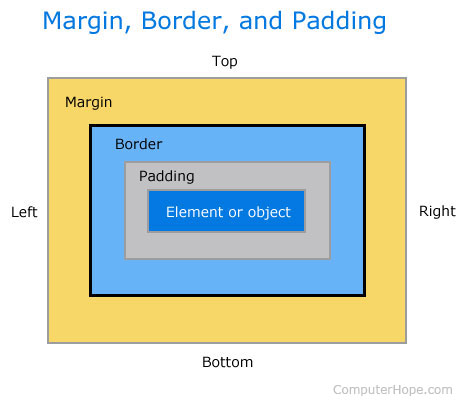 Margin, Border, and Padding
Top
Margin
Border
Padding
Left
Element or object
Right
Bottom
ComputerHope.com